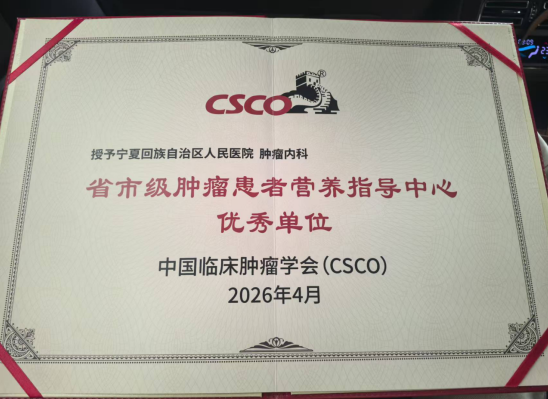 CSCO®
授予宁夏回族自治区人民医院 肿瘤内科
省市级肿瘤患者营养指导中心
优秀单位
中国临床肿瘤学会(CSCO)
2026年4月